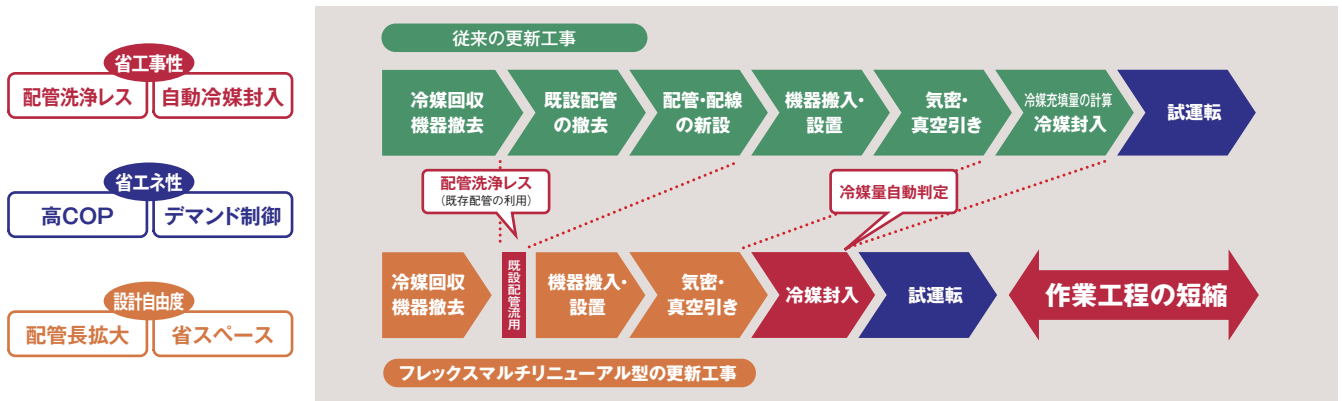 省工事性
配管洗浄レス
自動冷媒封入
省エネ性
高COP
デマンド制御
設計自由度
配管長拡大
省スペース
従来の更新工事
冷媒回収
機器撤去
既設配管
の撤去
配管・配線
の新設
機器搬入・
設置
気密・
真空引き
冷媒充填量の計算
冷媒封入
試運転
配管洗浄レス
(既存配管の利用)
冷媒量自動判定
冷媒回収
機器撤去
既設配管流用
機器搬入・
設置
気密・
真空引き
冷媒封入
試運転
作業工程の短縮
フレックスマルチリニューアル型の更新工事